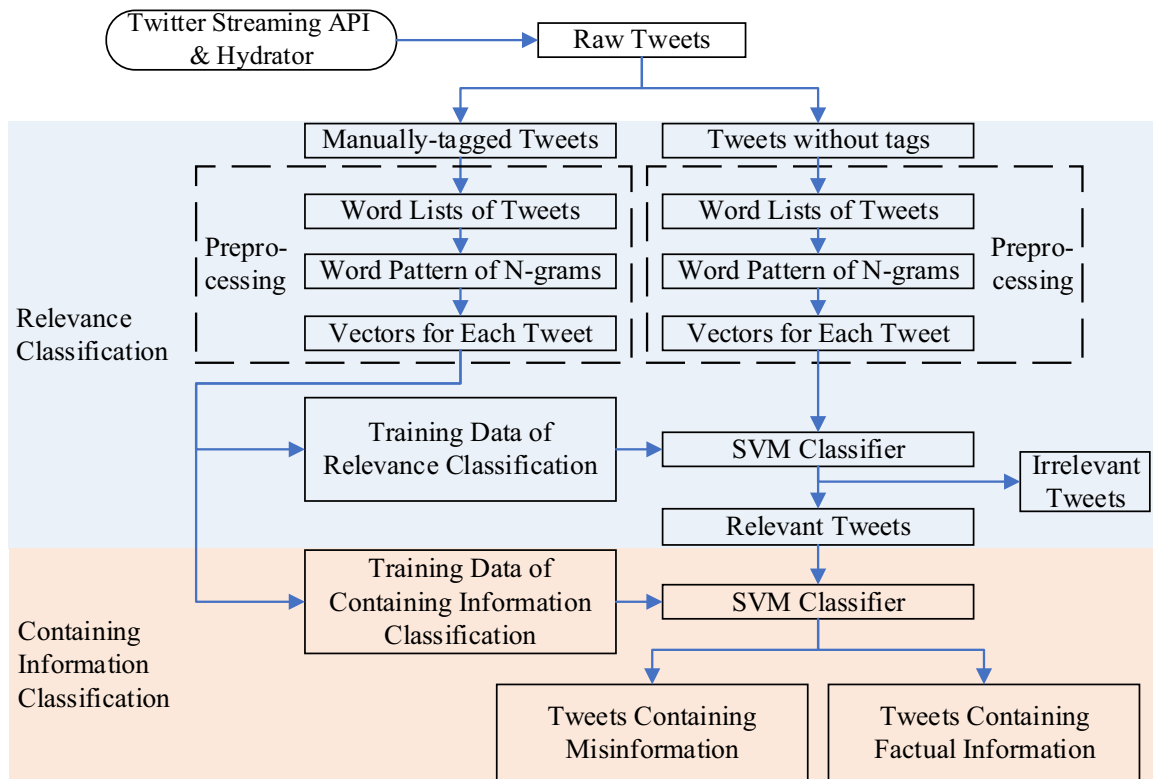 Twitter Streaming API
& Hydrator
Raw Tweets
Manually-tagged Tweets
Tweets without tags
Word Lists of Tweets
Word Lists of Tweets
Prepro-
cessing
Word Pattern of N-grams
Word Pattern of N-grams
Prepro-
cessing
Vectors for Each Tweet
Vectors for Each Tweet
Relevance
Classification
Training Data of
Relevance Classification
SVM Classifier
Irrelevant
Tweets
Relevant Tweets
Training Data of
Containing Information
Classification
SVM Classifier
Containing
Information
Classification
Tweets Containing
Misinformation
Tweets Containing
Factual Information